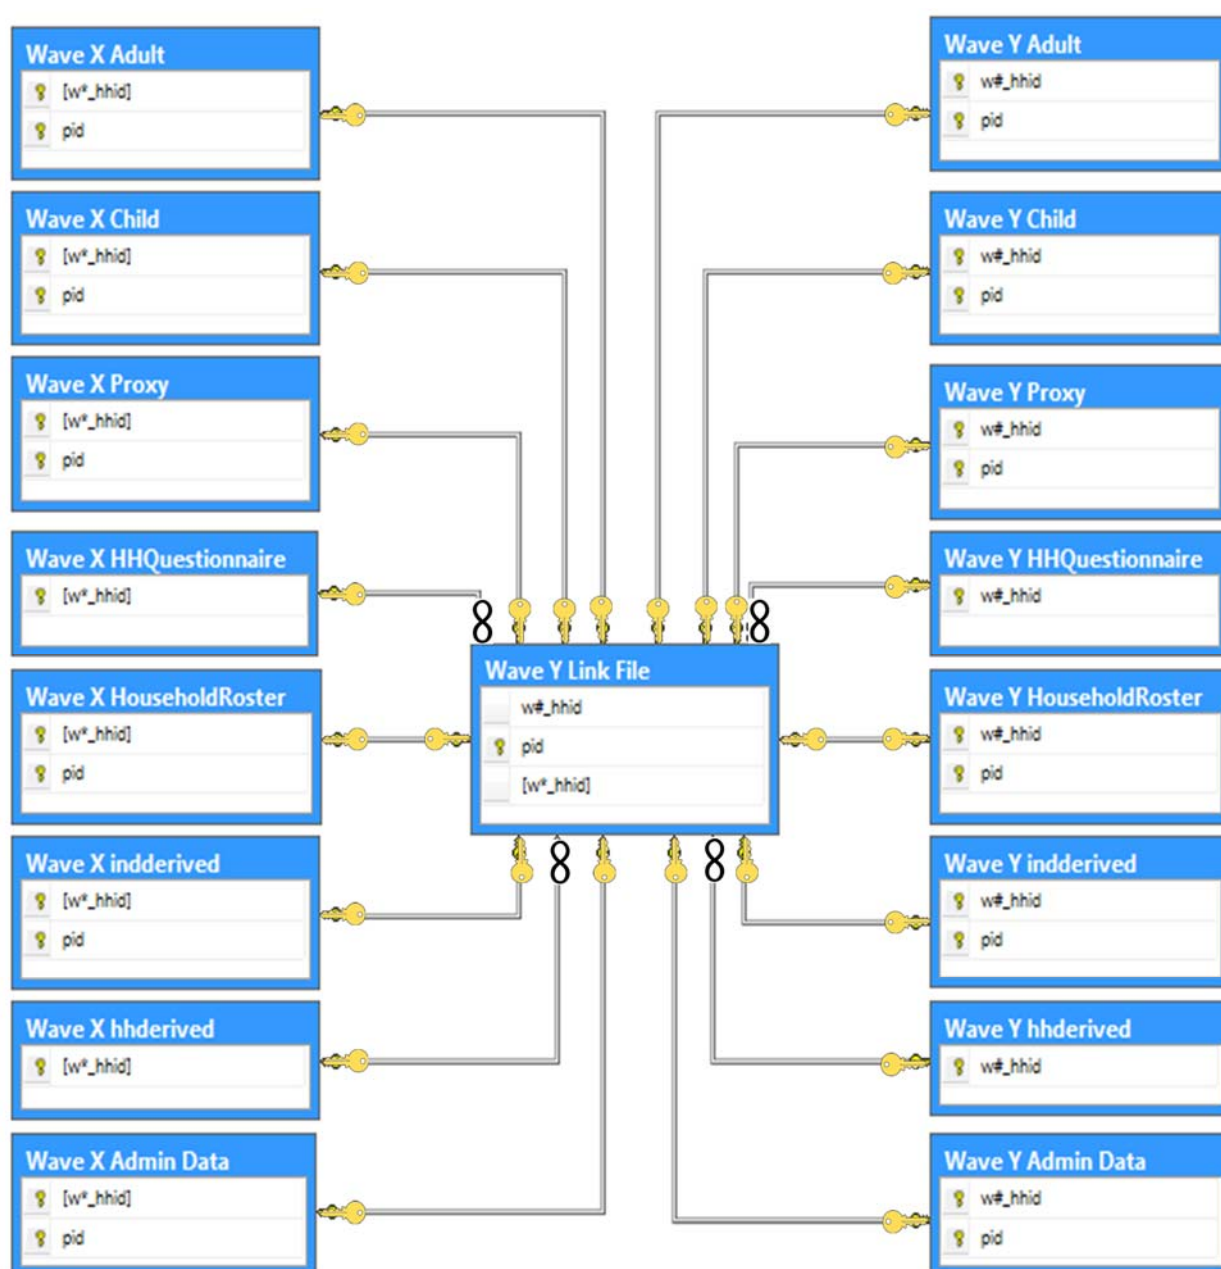 Wave X Adult
[w*_hhid]
pid
Wave X Child
[w*_hhid]
pid
Wave X Proxy
[w*_hhid]
pid
Wave X HHQuestionnaire
[w*_hhid]
Wave X HouseholdRoster
[w*_hhid]
pid
Wave X indderived
[w*_hhid]
pid
Wave X hhderived
[w*_hhid]
Wave X Admin Data
[w*_hhid]
pid
Wave Y Link File
w#_hhid
pid
[w*_hhid]
Wave Y Adult
w#_hhid
pid
Wave Y Child
w#_hhid
pid
Wave Y Proxy
w#_hhid
pid
Wave Y HHQuestionnaire
w#_hhid
Wave Y HouseholdRoster
w#_hhid
pid
Wave Y indderived
w#_hhid
pid
Wave Y hhderived
w#_hhid
Wave Y Admin Data
w#_hhid
pid